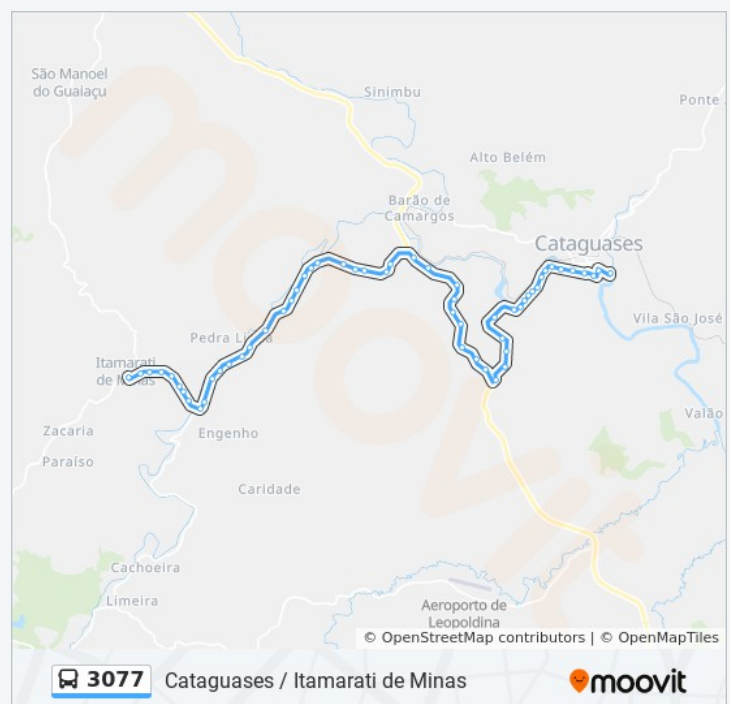 São Manoel
do Guaiaçu
Sinimbu
Ponte
Alto Belém
Barão de
Camargos
Cataguases
Vila São José
Pedra Li
Itamarati
de Minas
Valão
Zacaria
Engenho
Paraíso
Caridade
Cachoeira
Limeira
Aeroporto de
Leopoldina
© OpenStreetMap contributors | © OpenMapTiles
moovit
3077 Cataguases / Itamarati de Minas
moovit